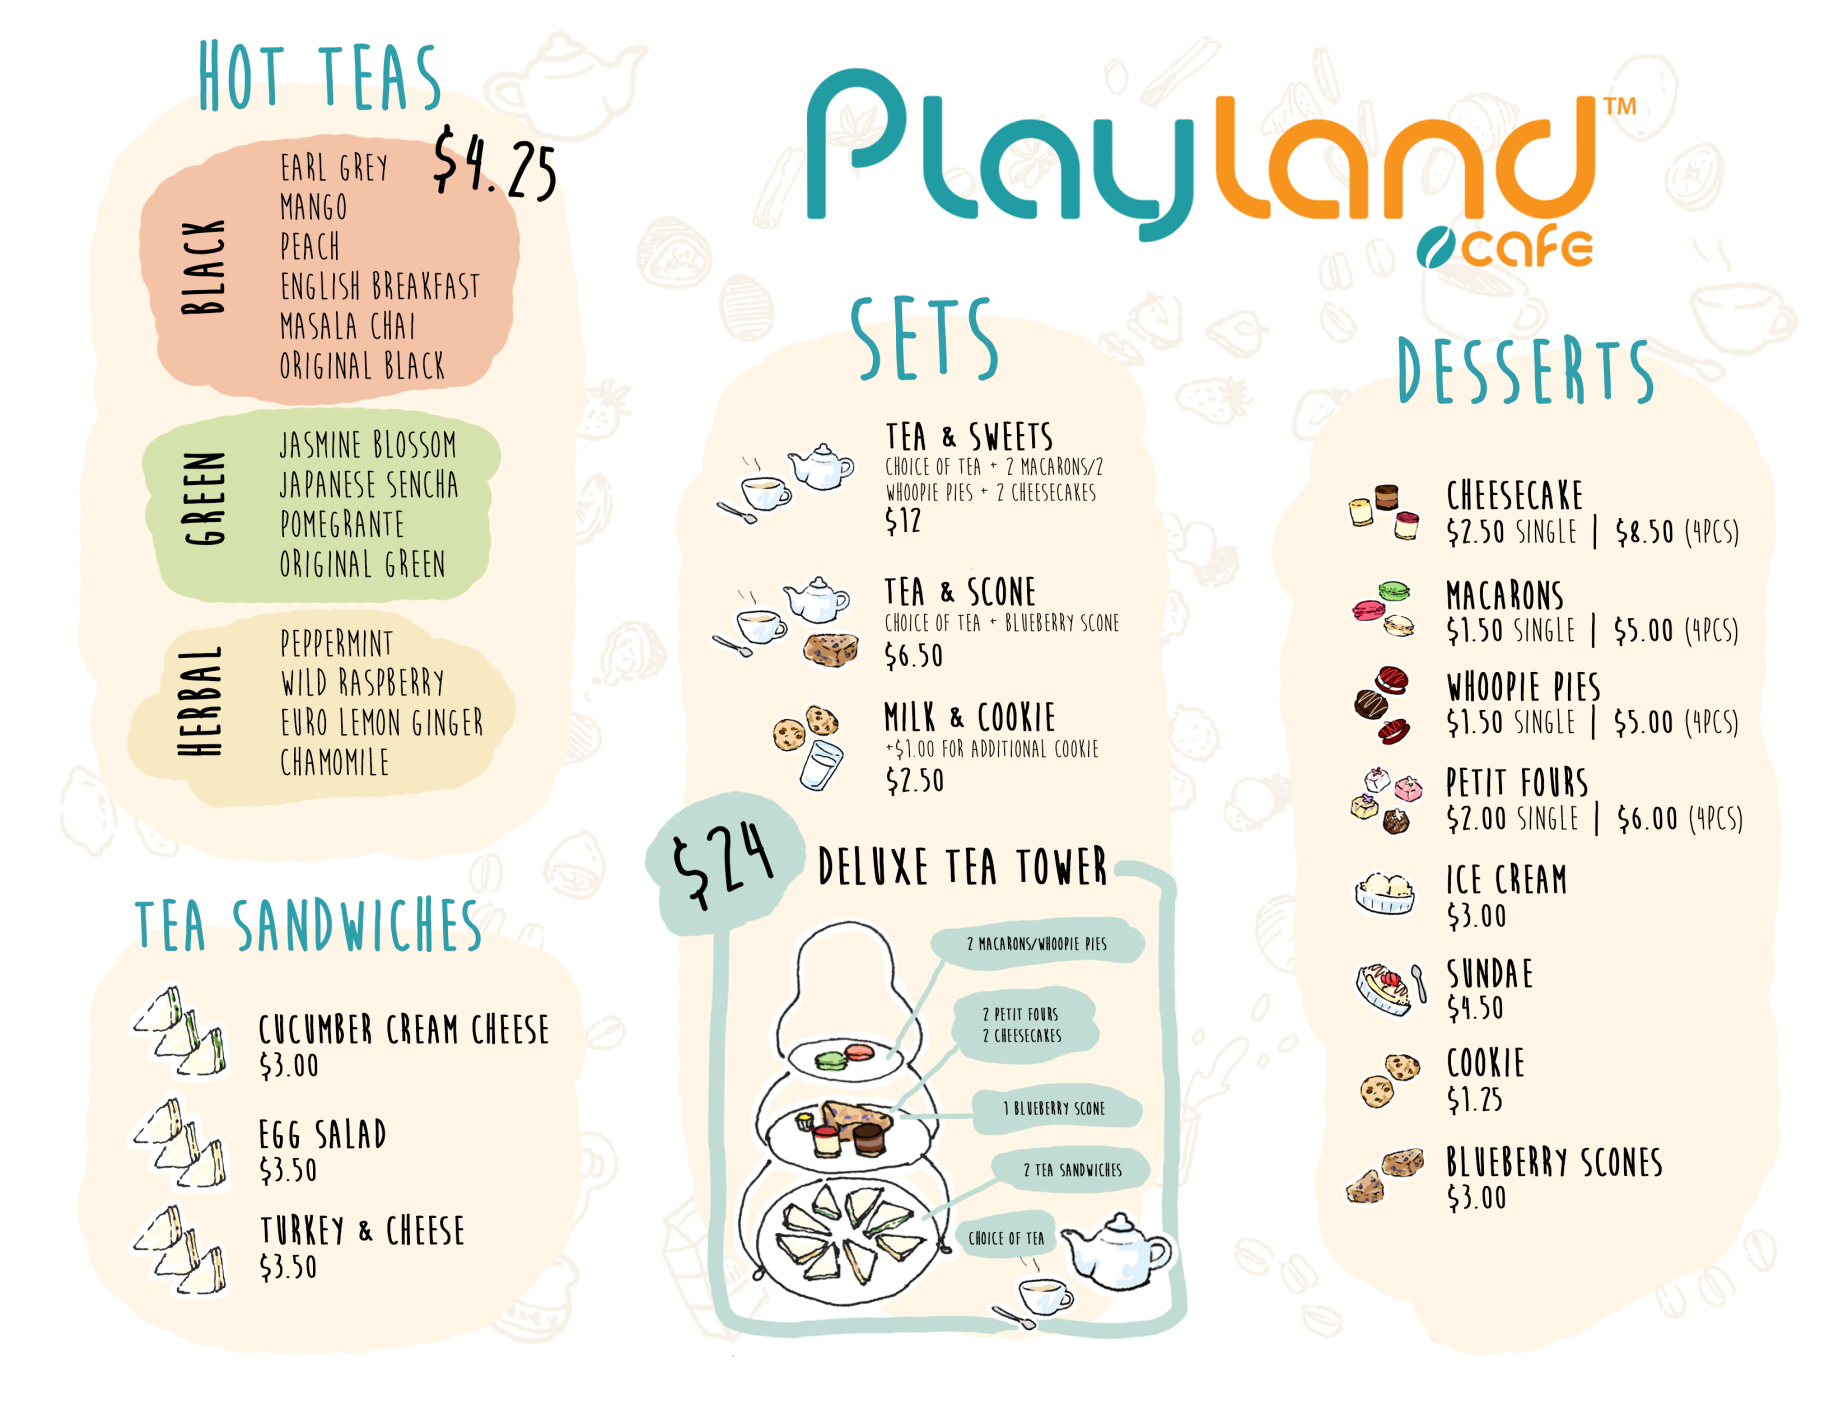 HOT TEAS
$4.25
BLACK
EARL GREY
MANGO
PEACH
ENGLISH BREAKFAST
MASALA CHAI
ORIGINAL BLACK
GREEN
JASMINE BLOSSOM
JAPANESE SENCHA
POMEGRANTE
ORIGINAL GREEN
HERBAL
PEPPERMINT
WILD RASPBERRY
EURO LEMON GINGER
CHAMOMILE
TEA SANDWICHES
CUCUMBER CREAM CHEESE
$3.00
EGG SALAD
$3.50
TURKEY & CHEESE
$3.50
Playland™
cafe
SETS
TEA & SWEETS
CHOICE OF TEA + 2 MACARONS/2
WHOOPIE PIES + 2 CHEESECAKES
$12
TEA & SCONE
CHOICE OF TEA + BLUEBERRY SCONE
$6.50
MILK & COOKIE
+$1.00 FOR ADDITIONAL COOKIE
$2.50
$24
DELUXE TEA TOWER
2 MACARONS/WHOOPIE PIES
2 PETIT FOURS
2 CHEESECAKES
1 BLUEBERRY SCONE
2 TEA SANDWICHES
CHOICE OF TEA
DESSERTS
CHEESECAKE
$2.50 SINGLE | $8.50 (4PCS)
MACARONS
$1.50 SINGLE | $5.00 (4PCS)
WHOOPIE PIES
$1.50 SINGLE | $5.00 (4PCS)
PETIT FOURS
$2.00 SINGLE | $6.00 (4PCS)
ICE CREAM
$3.00
SUNDAE
$4.50
COOKIE
$1.25
BLUEBERRY SCONES
$3.00